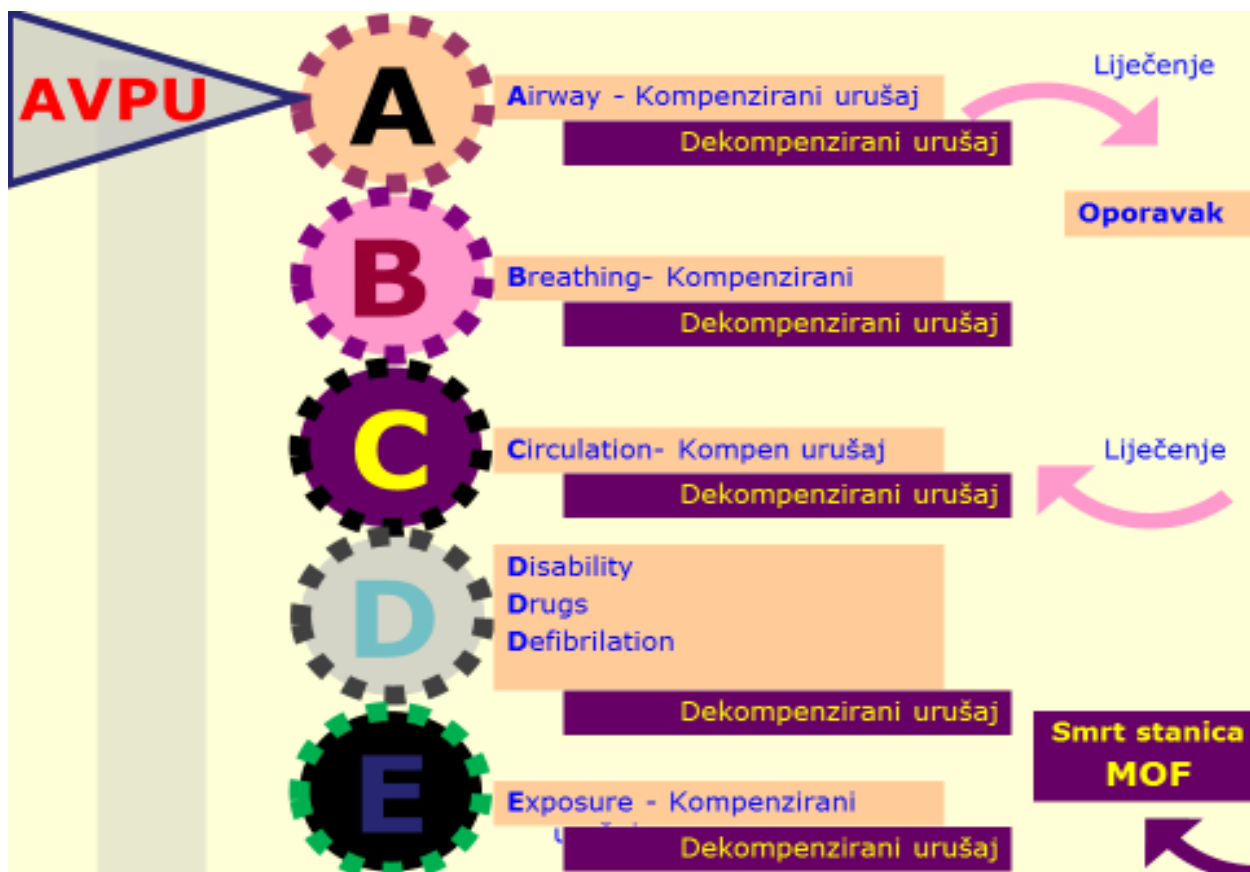 AVPU
A
Liječenje
Airway - Kompenzirani urušaj
Dekompenzirani urušaj
Oporavak
B
Breathing- Kompenzirani
Dekompenzirani urušaj
C
Circulation- Kompen urušaj
Liječenje
Dekompenzirani urušaj
D
Disability
Drugs
Defibrilation
Dekompenzirani urušaj
Smrt stanica
MOF
E
Exposure - Kompenzirani
Dekompenzirani urušaj